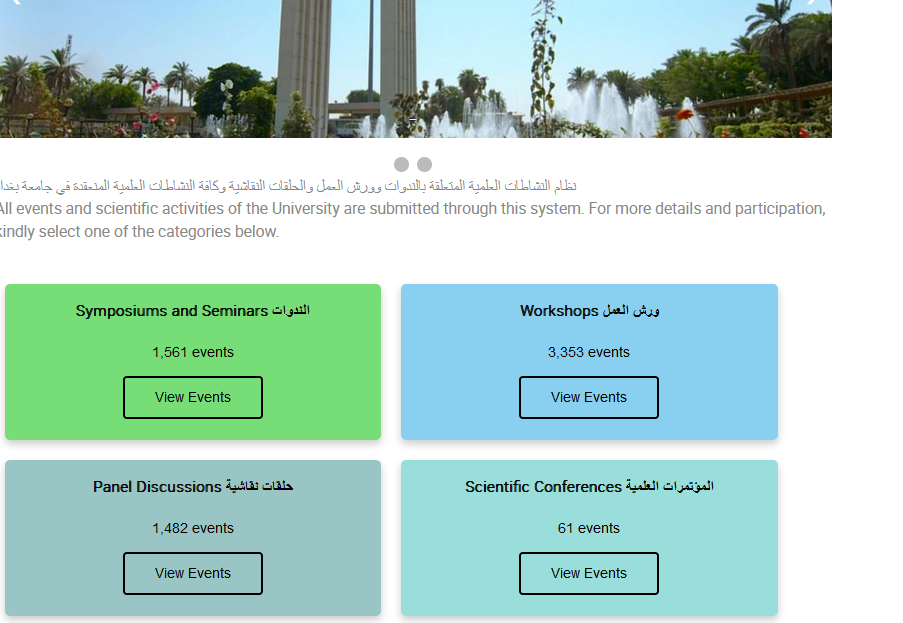 نظام النشاطات العلمية المتعلقة بالندوات وورش العمل والحلقات النقاشية وكافة النشاطات العلمية المنعقدة في جامعة
All events and scientific activities of the University are submitted through this system. For more details and participation,
kindly select one of the categories below.
Symposiums and Seminars الندوات
Workshops ورش العمل
1,561 events
3,353 events
View Events
View Events
Panel Discussions حلقات نقاشية
Scientific Conferences المؤتمرات العلمية
1,482 events
61 events
View Events
View Events